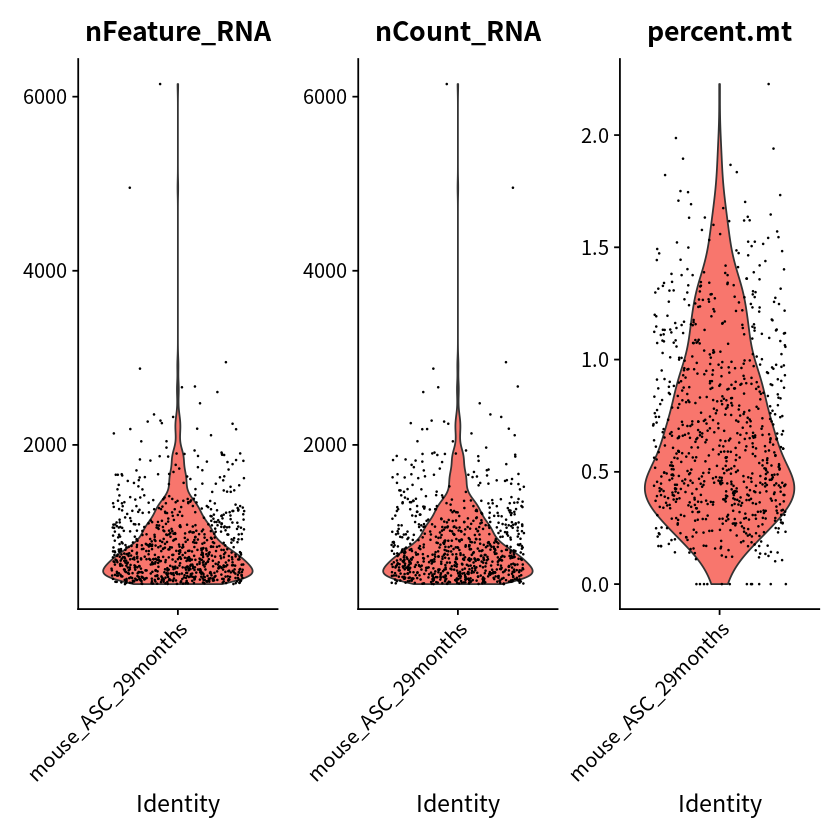 nFeature_RNA
6000
4000
2000
mouse_ASC_29months
Identity
nCount_RNA
6000
4000
2000
mouse_ASC_29months
Identity
percent.mt
2.0
1.5
1.0
0.5
0.0
mouse_ASC_29months
Identity